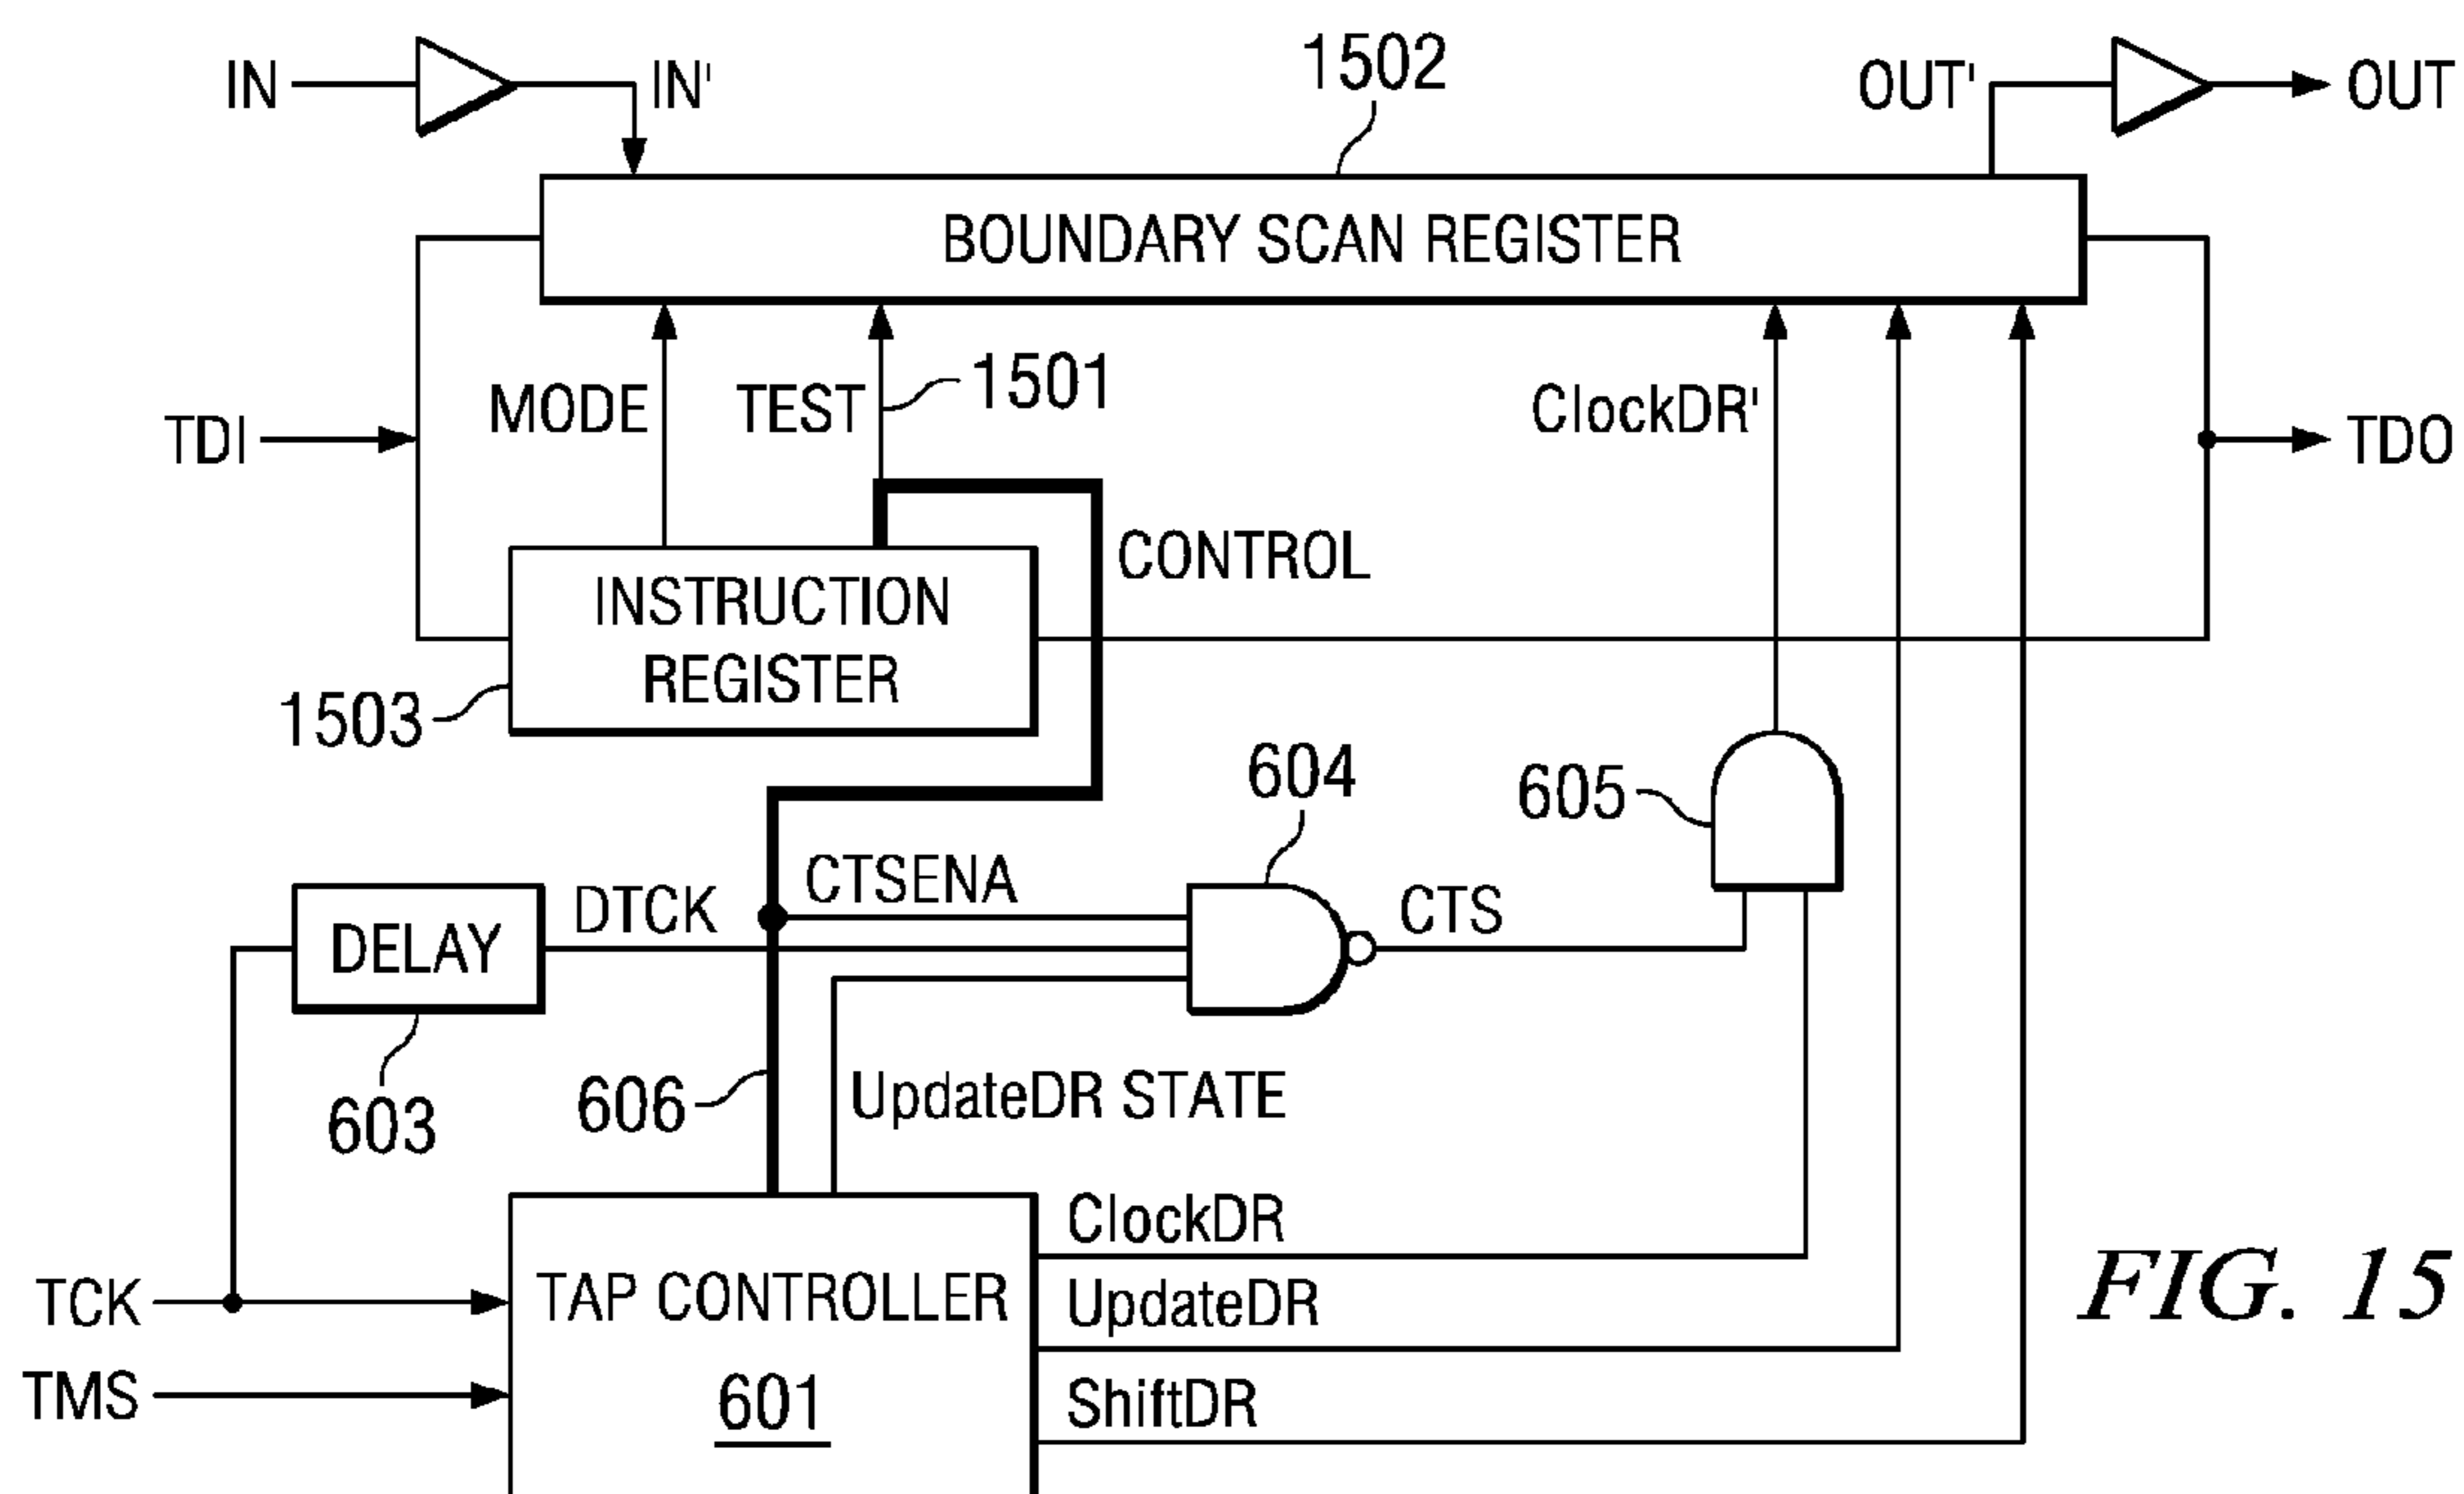 IN
IN'
1502
OUT'
OUT
BOUNDARY SCAN REGISTER
TDI
MODE
TEST
1501
ClockDR'
TDO
CONTROL
INSTRUCTION
REGISTER
1503
604
605
CTSENA
DTCK
CTS
DELAY
603
606
UpdateDR STATE
ClockDR
TCK
TAP CONTROLLER
UpdateDR
TMS
601
ShiftDR
FIG. 15